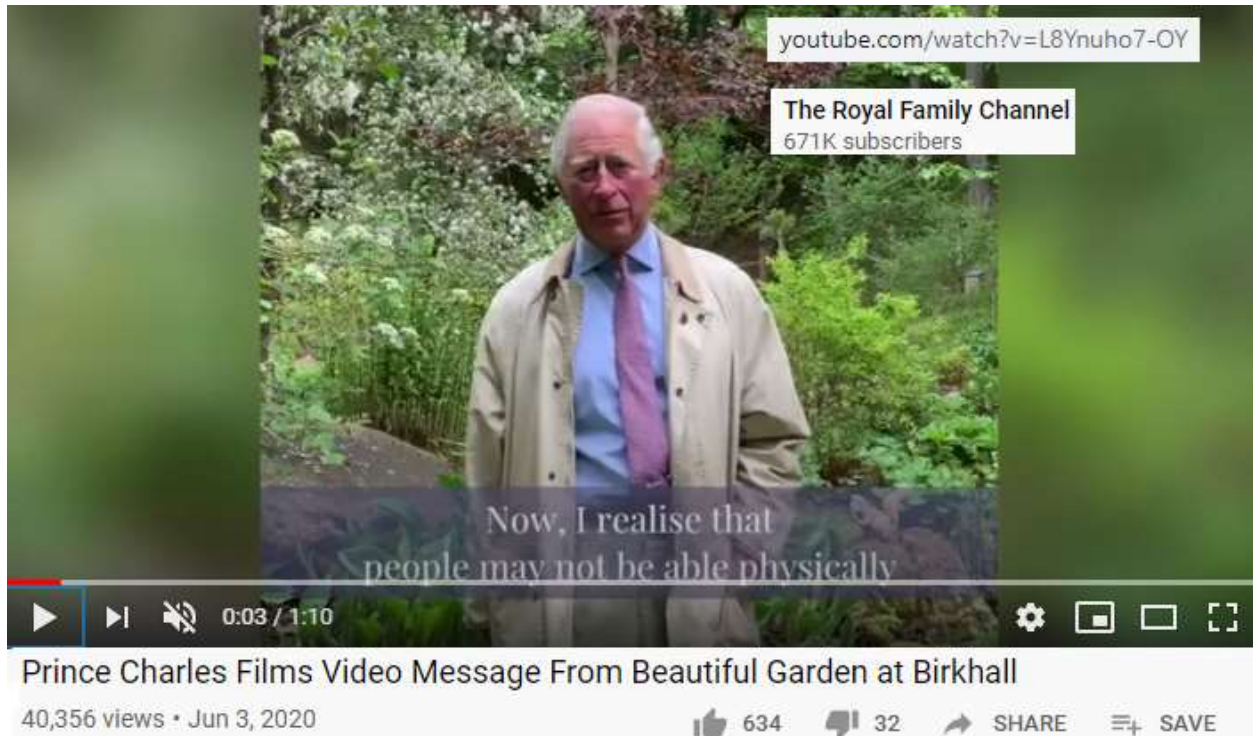 youtube.com/watch?v=L8Ynuho7-OY
The Royal Family Channel
671K subscribers
Now, I realise that
people may not be able physically
0:03 / 1:10
Prince Charles Films Video Message From Beautiful Garden at Birkhall
40,356 views • Jun 3, 2020 634 32 SHARE SAVE